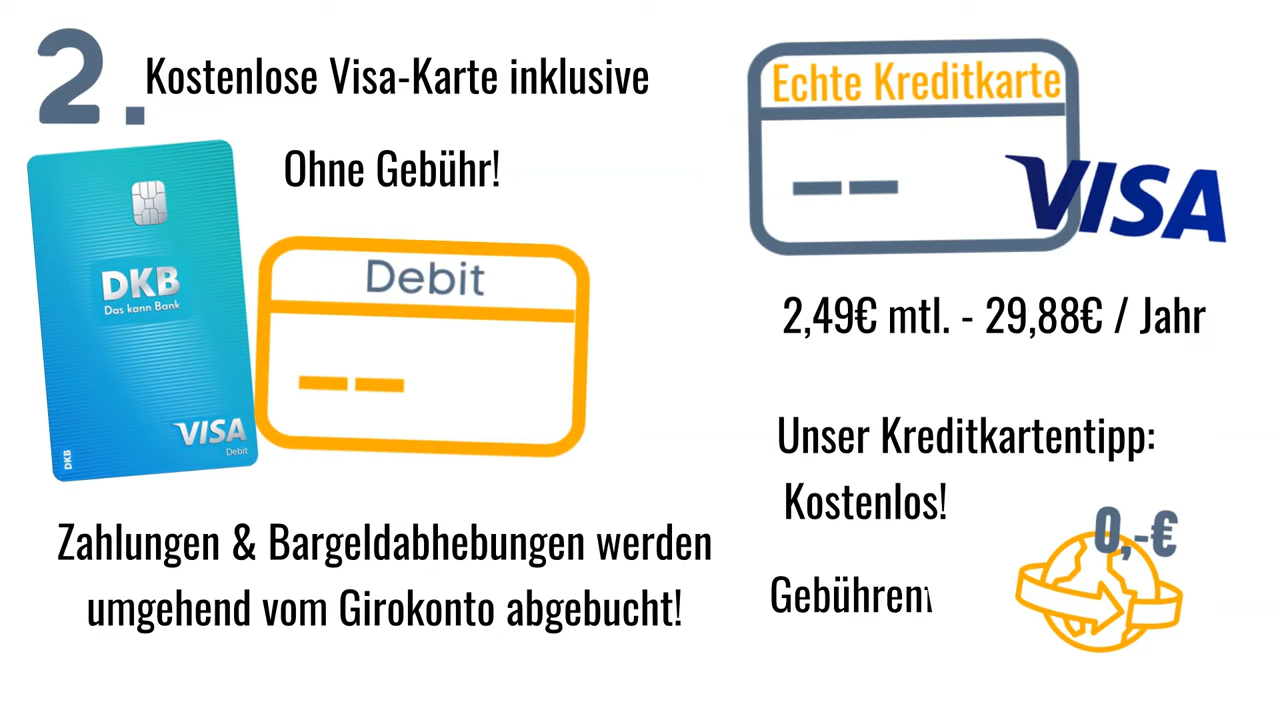 2.
Kostenlose Visa-Karte inklusive
Ohne Gebühr!
DKB
Das kann Bank
VISA
Debit
DKB
Debit
Zahlungen & Bargeldabhebungen werden
umgehend vom Girokonto abgebucht!
Echte Kreditkarte
VISA
2,49€ mtl. - 29,88€ / Jahr
Unser Kreditkartentipp:
Kostenlos!
0,-€